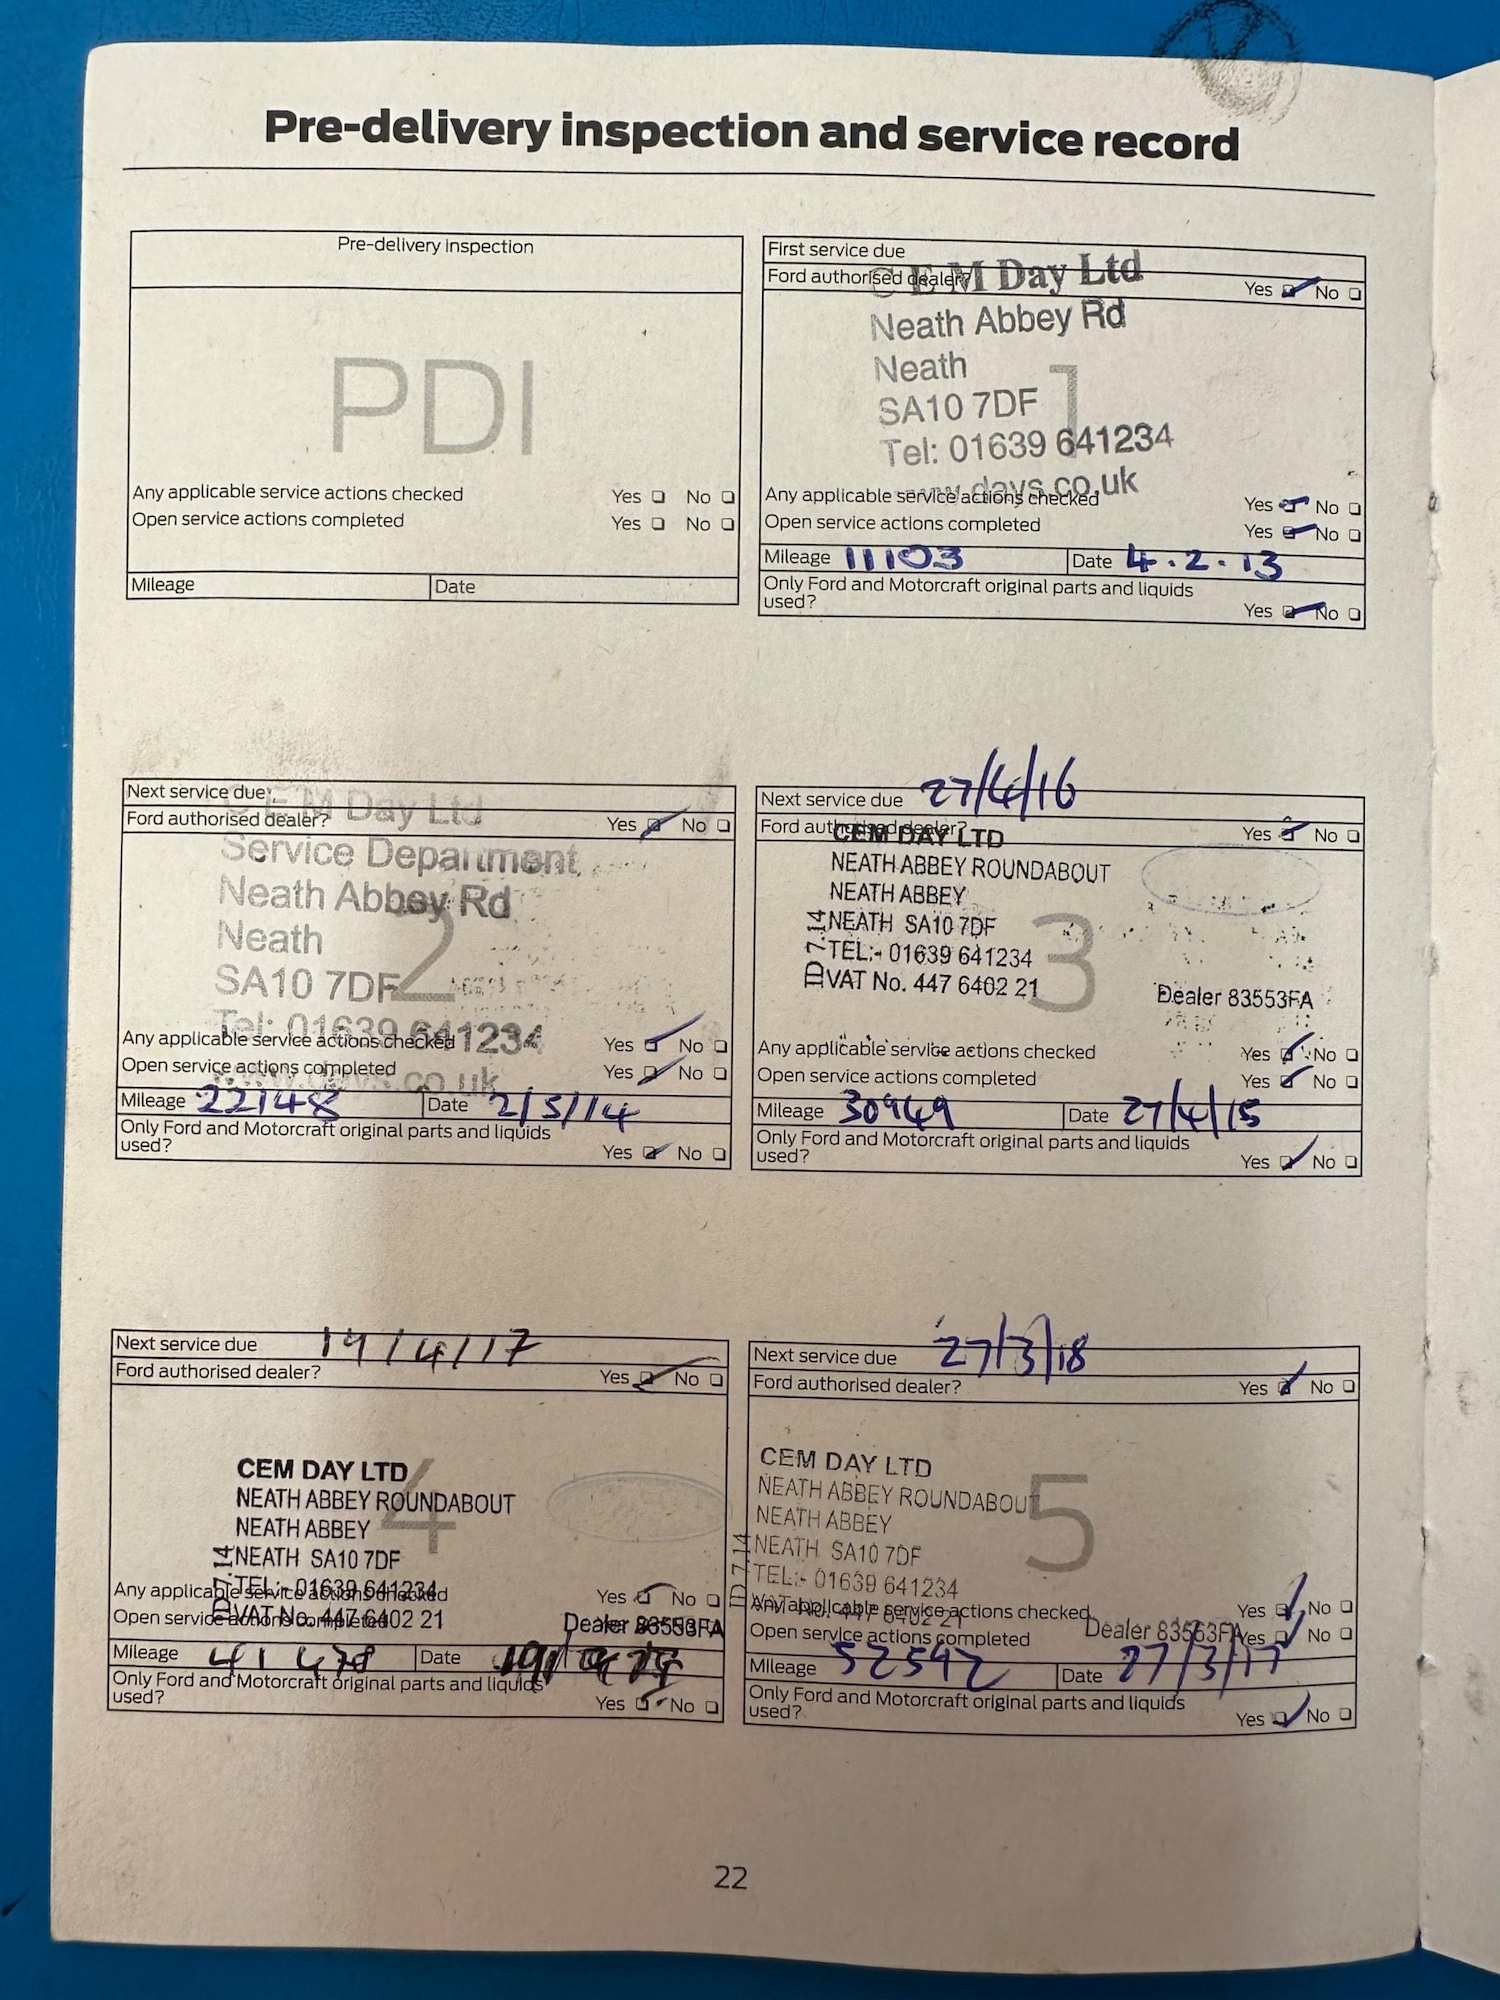 Pre-delivery inspection and service record
Pre-delivery inspection
PDI
Any applicable service actions checked Yes No
Open service actions completed Yes No
Mileage Date
First service due
Ford authorised dealer? Yes No
C E M Day Ltd
Neath Abbey Rd
Neath
1
SA10 7DF
Tel: 01639 641234
www.days.co.uk
Any applicable service actions checked Yes No
Open service actions completed Yes No
Mileage 11103 Date 4.2.13
Only Ford and Motorcraft original parts and liquids
used? Yes No
Next service due
C E M Day Ltd
Ford authorised dealer? Yes No
Service Department
Neath Abbey Rd
2
Neath
SA10 7DF
Tel: 01639 641234
Any applicable service actions checked Yes No
Open service actions completed Yes No
www.days.co.uk
Mileage 22148 Date 2/5/14
Only Ford and Motorcraft original parts and liquids
used? Yes No
Next service due 27/4/16
Ford authorised dealer? Yes No
CEM DAY LTD
NEATH ABBEY ROUNDABOUT
NEATH ABBEY
NEATH SA10 7DF
3
TEL:- 01639 641234
VAT No. 447 6402 21
ID 7.14
Dealer 83553FA
Any applicable service actions checked Yes No
Open service actions completed Yes No
Mileage 30949 Date 27/4/15
Only Ford and Motorcraft original parts and liquids
used? Yes No
Next service due 19/4/17
Ford authorised dealer? Yes No
CEM DAY LTD
4
NEATH ABBEY ROUNDABOUT
NEATH ABBEY
NEATH SA10 7DF
TEL:- 01639 641234
Any applicable service actions checked Yes No
VAT No. 447 6402 21
ID 7.14
Open service actions completed Yes No
Dealer 83553FA
Mileage 41478 Date
Only Ford and Motorcraft original parts and liquids
used? Yes No
Next service due 27/3/18
Ford authorised dealer? Yes No
CEM DAY LTD
NEATH ABBEY ROUNDABOUT
5
NEATH ABBEY
NEATH SA10 7DF
TEL:- 01639 641234
VAT No. 447 6402 21
ID 7.14
Any applicable service actions checked Yes No
Dealer 83553FA
Open service actions completed Yes No
Mileage 52592 Date 27/3/17
Only Ford and Motorcraft original parts and liquids
used? Yes No
22